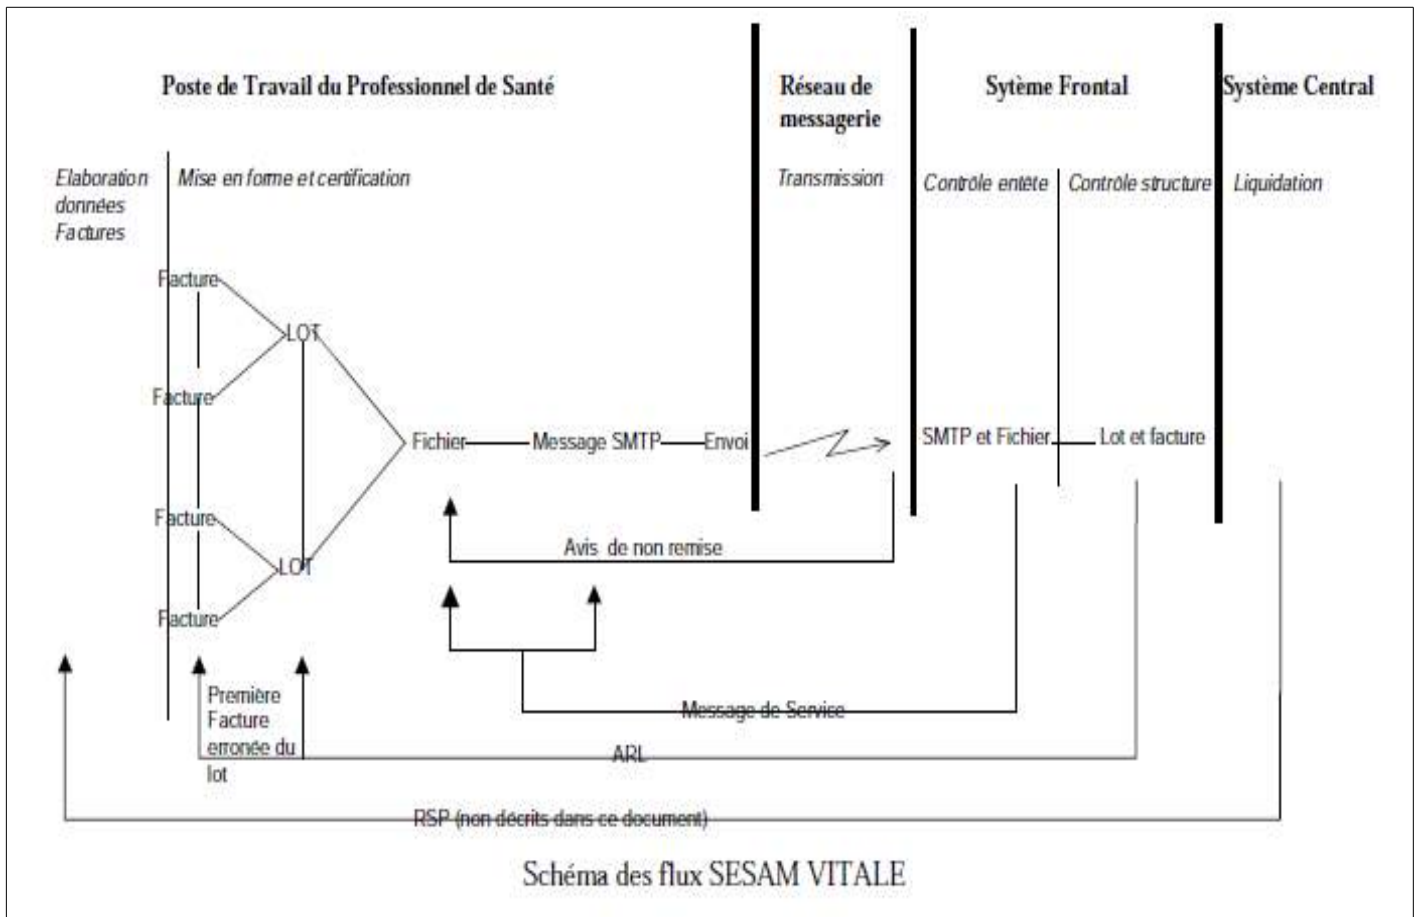 Poste de Travail du Professionnel de Santé
Réseau de
messagerie
Sytème Frontal
Système Central
Elaboration
données
Factures
Mise en forme et certification
Transmission
Contrôle entête
Contrôle structure
Liquidation
Facture
LOT
Facture
Fichier
Message SMTP
Envoi
SMTP et Fichier
Lot et facture
Facture
Avis de non remise
LOT
Facture
Première
Facture
erronée du
lot
Message de Service
ARL
RSP (non décrits dans ce document)
Schéma des flux SESAM VITALE